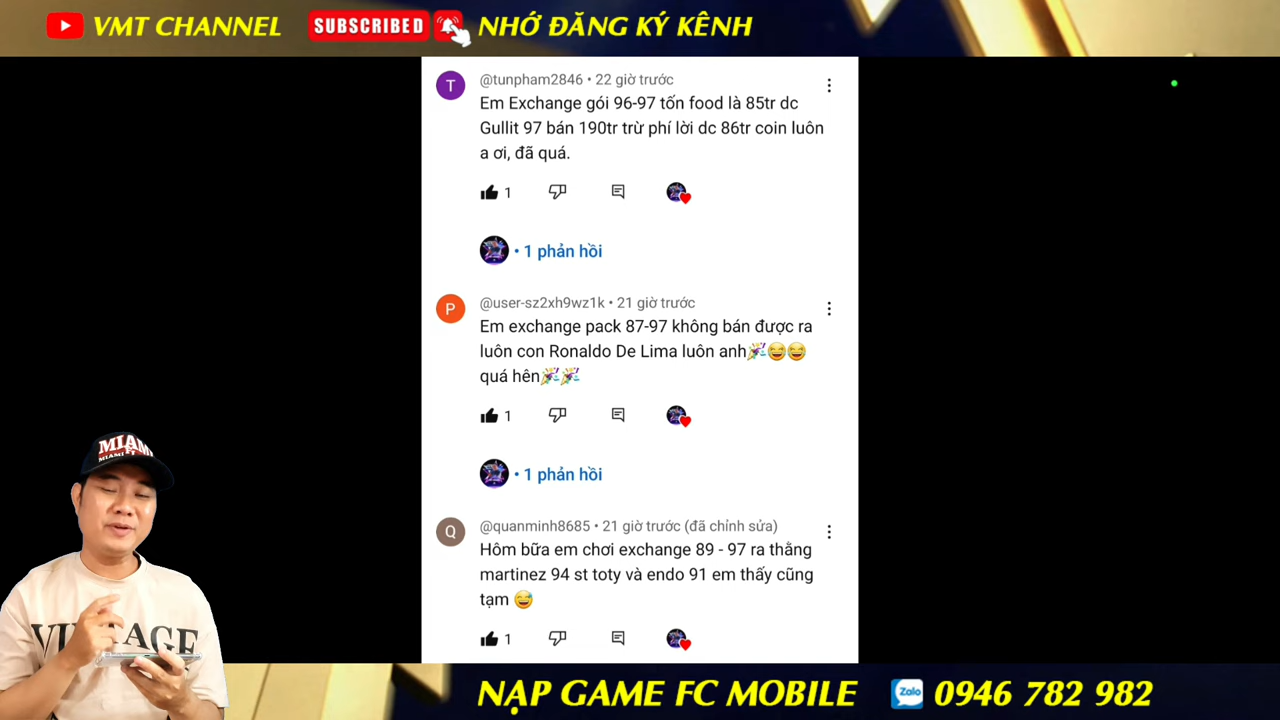 VMT CHANNEL
SUBSCRIBED
NHỚ ĐĂNG KÝ KÊNH
T
@tunpham2846 • 22 giờ trước
Em Exchange gói 96-97 tốn food là 85tr dc
Gullit 97 bán 190tr trừ phí lời dc 86tr coin luôn
a ơi, đã quá.
1
• 1 phản hồi
P
@user-sz2xh9wz1k • 21 giờ trước
Em exchange pack 87-97 không bán được ra
luôn con Ronaldo De Lima luôn anh🎉😆😆
quá hên🎉🎉
1
• 1 phản hồi
Q
@quanminh8685 • 21 giờ trước (đã chỉnh sửa)
Hôm bữa em chơi exchange 89 - 97 ra thằng
martinez 94 st toty và endo 91 em thấy cũng
tạm 😅
1
MIAMI
VINTAGE
NẠP GAME FC MOBILE
Zalo
0946 782 982